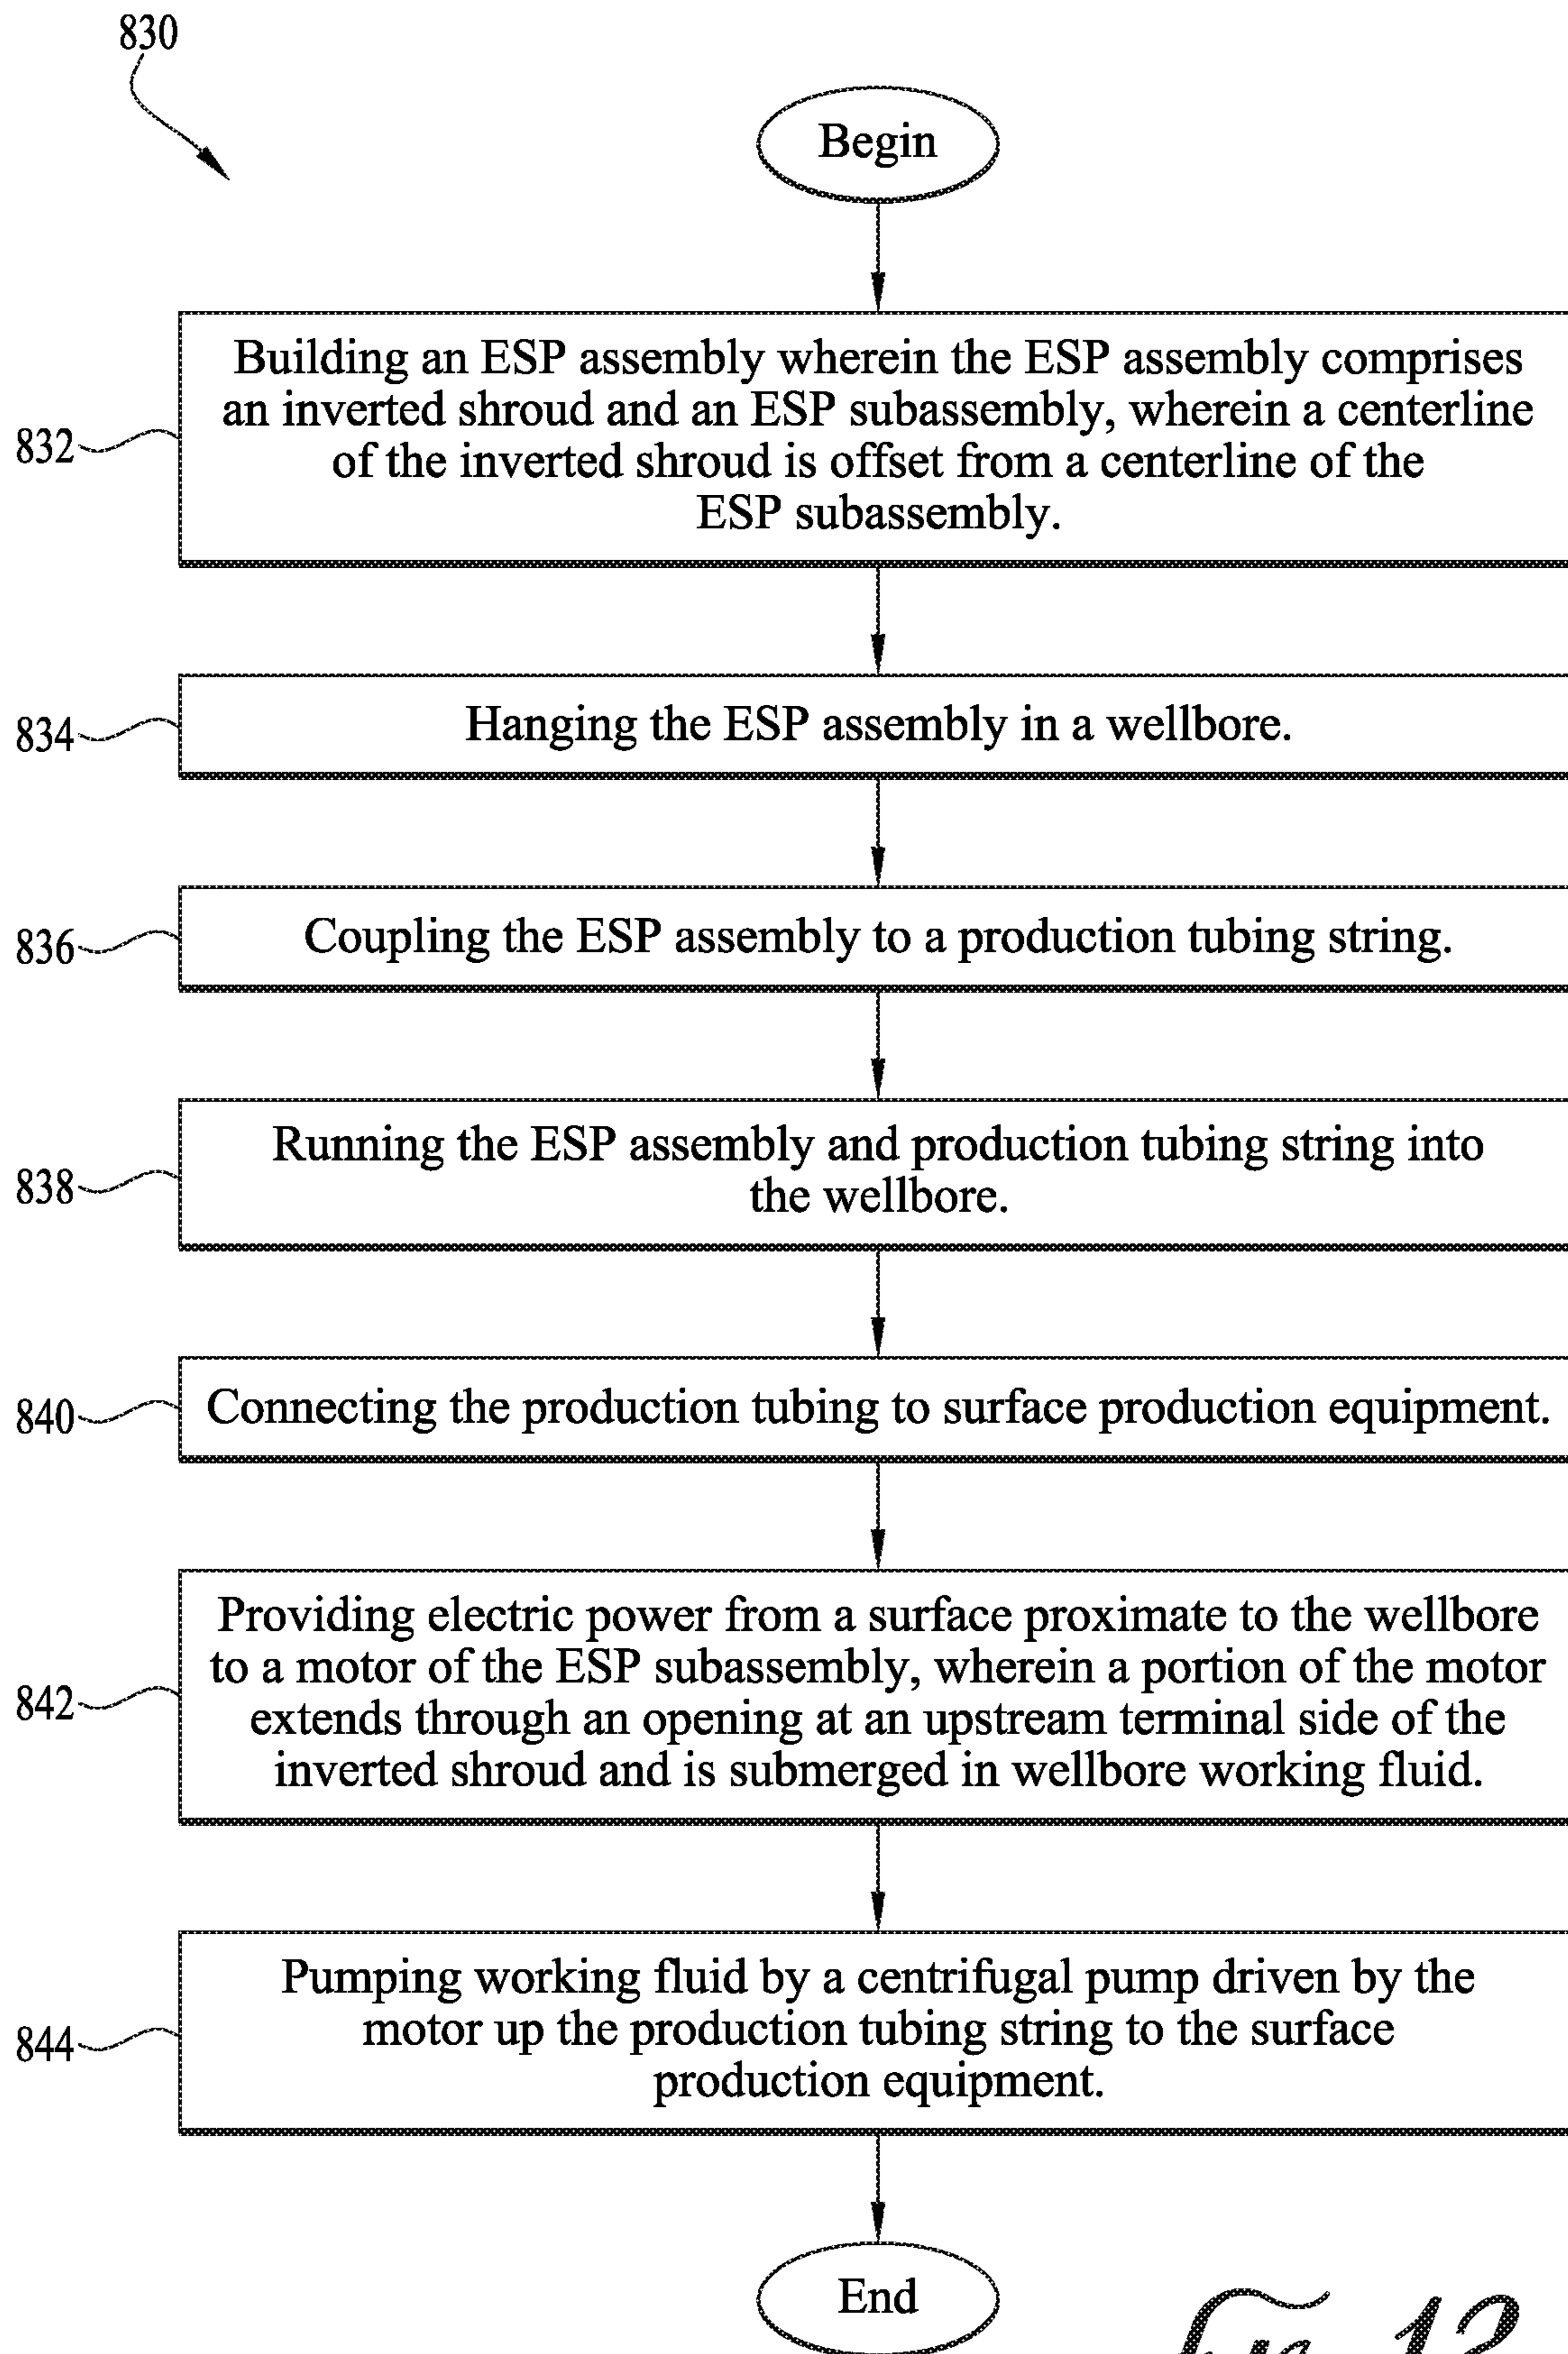 830
Begin
832
Building an ESP assembly wherein the ESP assembly comprises
an inverted shroud and an ESP subassembly, wherein a centerline
of the inverted shroud is offset from a centerline of the
ESP subassembly.
834
Hanging the ESP assembly in a wellbore.
836
Coupling the ESP assembly to a production tubing string.
838
Running the ESP assembly and production tubing string into
the wellbore.
840
Connecting the production tubing to surface production equipment.
842
Providing electric power from a surface proximate to the wellbore
to a motor of the ESP subassembly, wherein a portion of the motor
extends through an opening at an upstream terminal side of the
inverted shroud and is submerged in wellbore working fluid.
844
Pumping working fluid by a centrifugal pump driven by the
motor up the production tubing string to the surface
production equipment.
End